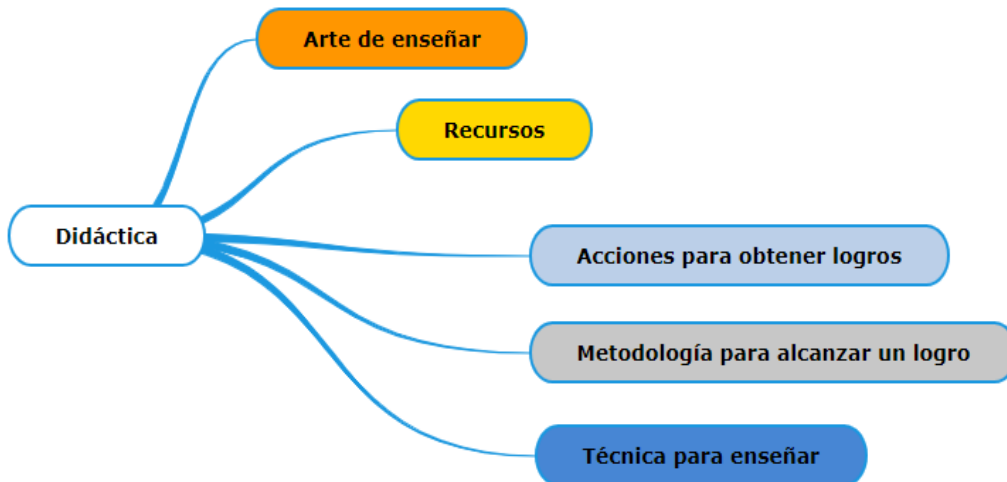 Arte de enseñar
Recursos
Didáctica
Acciones para obtener logros
Metodología para alcanzar un logro
Técnica para enseñar